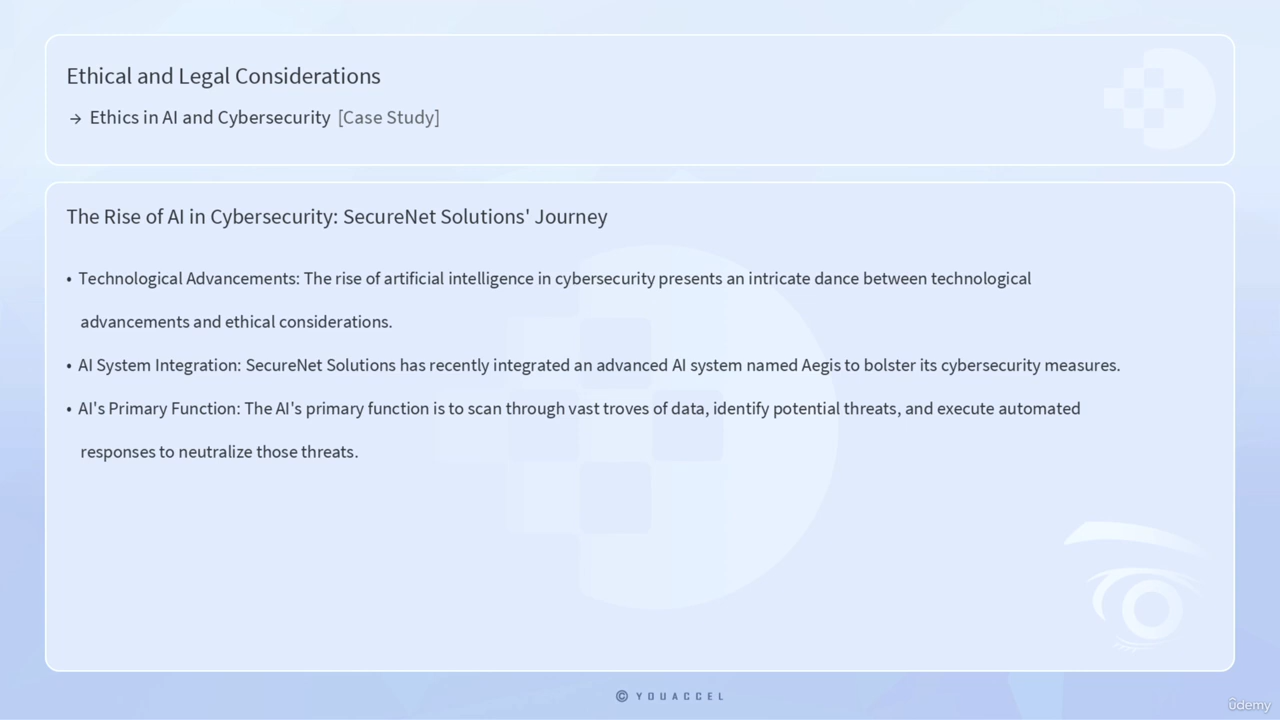 Ethical and Legal Considerations
→ Ethics in AI and Cybersecurity [Case Study]
The Rise of AI in Cybersecurity: SecureNet Solutions' Journey
• Technological Advancements: The rise of artificial intelligence in cybersecurity presents an intricate dance between technological
advancements and ethical considerations.
• AI System Integration: SecureNet Solutions has recently integrated an advanced AI system named Aegis to bolster its cybersecurity measures.
• AI's Primary Function: The AI's primary function is to scan through vast troves of data, identify potential threats, and execute automated
responses to neutralize those threats.
© YOUACCEL
ûdemy